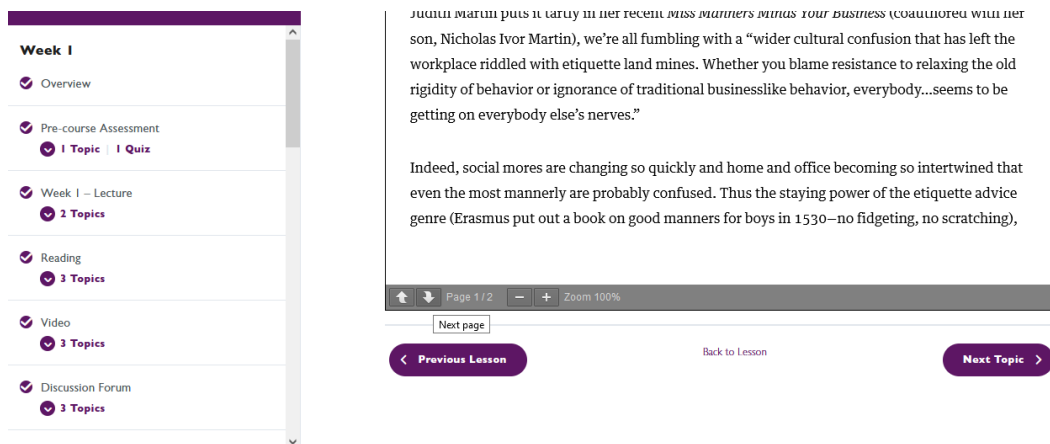 Week 1
Overview
Pre-course Assessment
1 Topic | 1 Quiz
Week 1 – Lecture
2 Topics
Reading
3 Topics
Video
3 Topics
Discussion Forum
3 Topics
Judith Martin puts it tartly in her recent Miss Manners Minds Your Business (coauthored with her
son, Nicholas Ivor Martin), we’re all fumbling with a “wider cultural confusion that has left the
workplace riddled with etiquette land mines. Whether you blame resistance to relaxing the old
rigidity of behavior or ignorance of traditional businesslike behavior, everybody...seems to be
getting on everybody else’s nerves.”
Indeed, social mores are changing so quickly and home and office becoming so intertwined that
even the most mannerly are probably confused. Thus the staying power of the etiquette advice
genre (Erasmus put out a book on good manners for boys in 1530—no fidgeting, no scratching),
Page 1 / 2 Zoom 100%
Next page
Previous Lesson
Back to Lesson
Next Topic